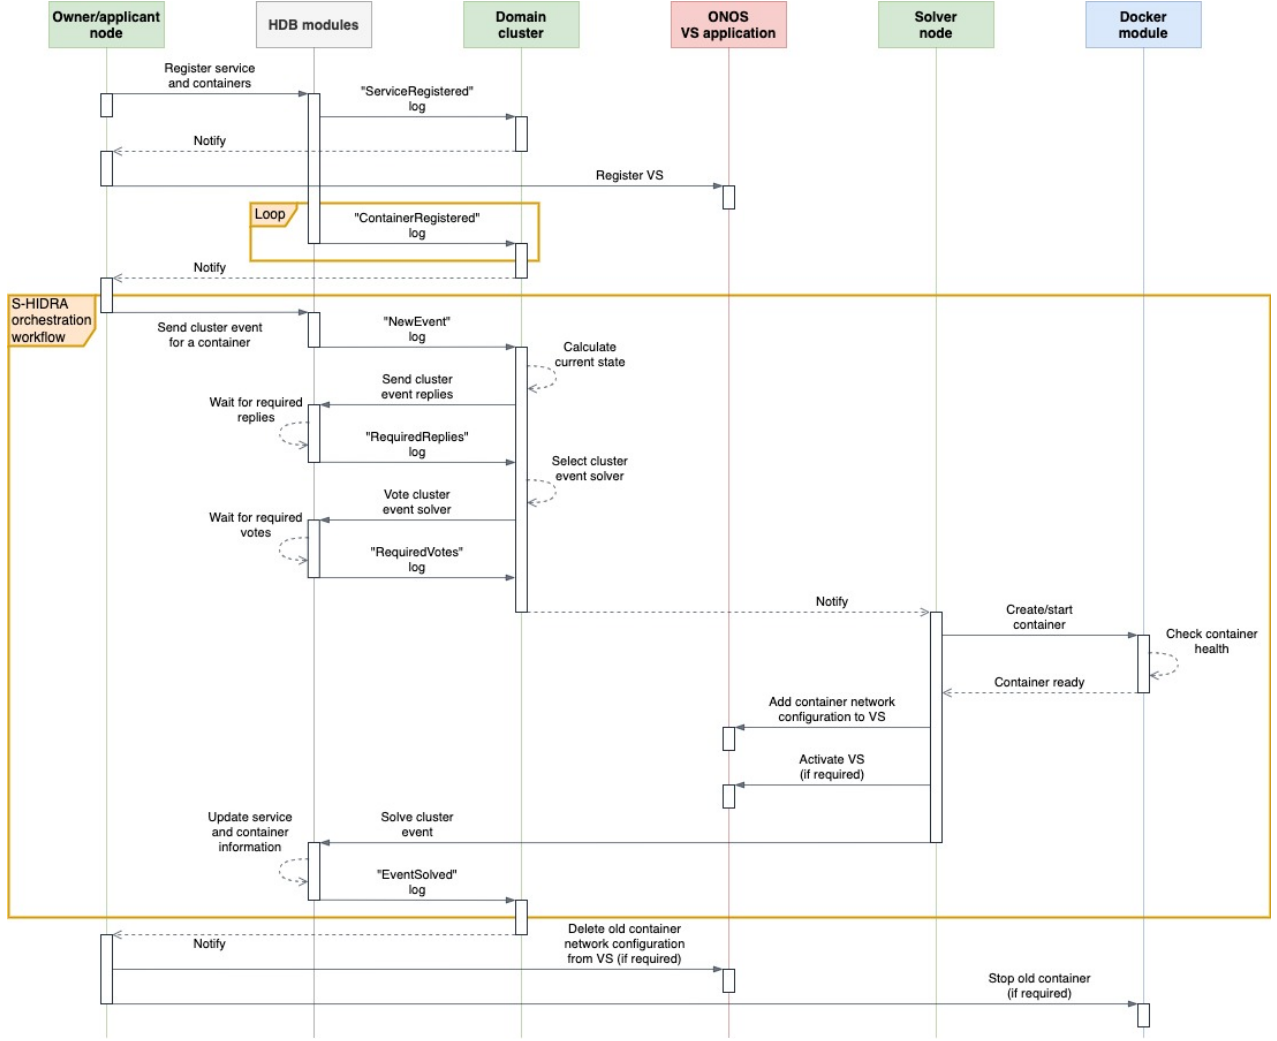 Owner/applicant
node
HDB modules
Domain
cluster
ONOS
VS application
Solver
node
Docker
module
Register service
and containers
"ServiceRegistered"
log
Notify
Register VS
Loop
"ContainerRegistered"
log
Notify
S-HIDRA
orchestration
workflow
Send cluster event
for a container
"NewEvent"
log
Calculate
current state
Send cluster
event replies
Wait for required
replies
"RequiredReplies"
log
Select cluster
event solver
Vote cluster
event solver
Wait for required
votes
"RequiredVotes"
log
Notify
Create/start
container
Check container
health
Container ready
Add container network
configuration to VS
Activate VS
(if required)
Update service
and container
information
Solve cluster
event
"EventSolved"
log
Notify
Delete old container
network configuration
from VS (if required)
Stop old container
(if required)